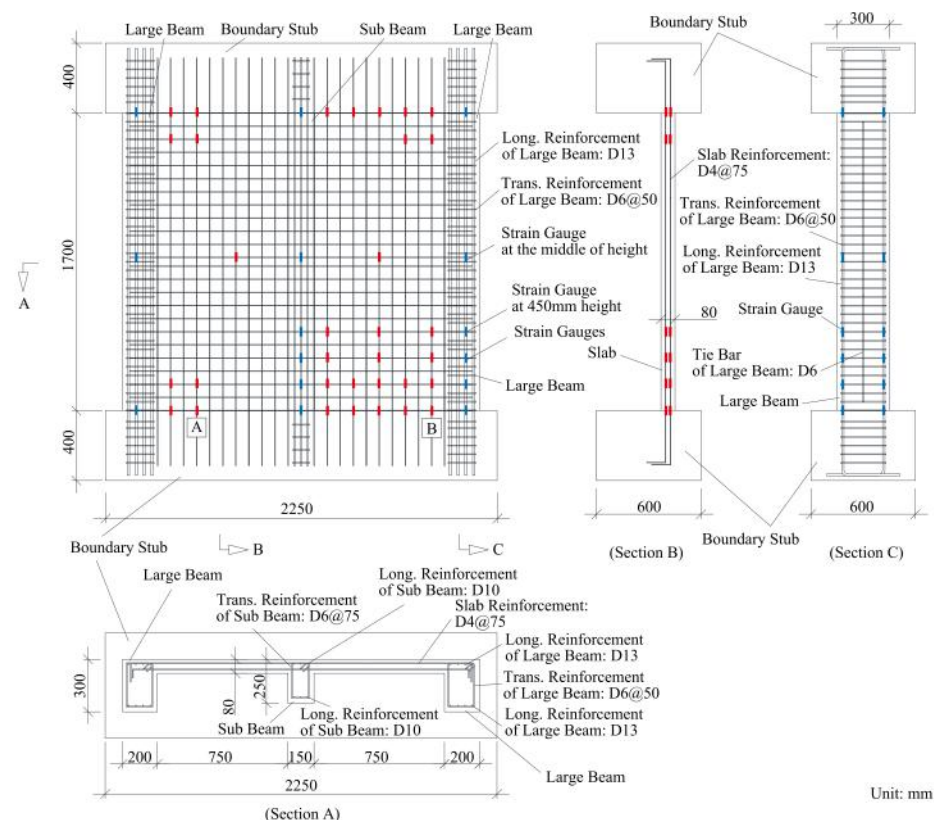 Large Beam
Boundary Stub
Sub Beam
Large Beam
400
1700
400
A
Long. Reinforcement
of Large Beam: D13
Trans. Reinforcement
of Large Beam: D6@50
Strain Gauge
at the middle of height
Strain Gauge
at 450mm height
Strain Gauges
Large Beam
A
B
2250
B
C
Boundary Stub
Slab Reinforcement:
D4@75
80
Slab
600
(Section B)
300
Trans. Reinforcement
of Large Beam: D6@50
Long. Reinforcement
of Large Beam: D13
Strain Gauge
Tie Bar
of Large Beam: D6
Large Beam
600
Boundary Stub
(Section C)
Boundary Stub
Large Beam
Trans. Reinforcement
of Sub Beam: D6@75
Long. Reinforcement
of Sub Beam: D10
Slab Reinforcement:
D4@75
Long. Reinforcement
of Large Beam: D13
Trans. Reinforcement
of Large Beam: D6@50
Long. Reinforcement
of Large Beam: D13
300
80
250
Sub Beam
Long. Reinforcement
of Sub Beam: D10
Large Beam
200
750
150
750
200
2250
(Section A)
Unit: mm